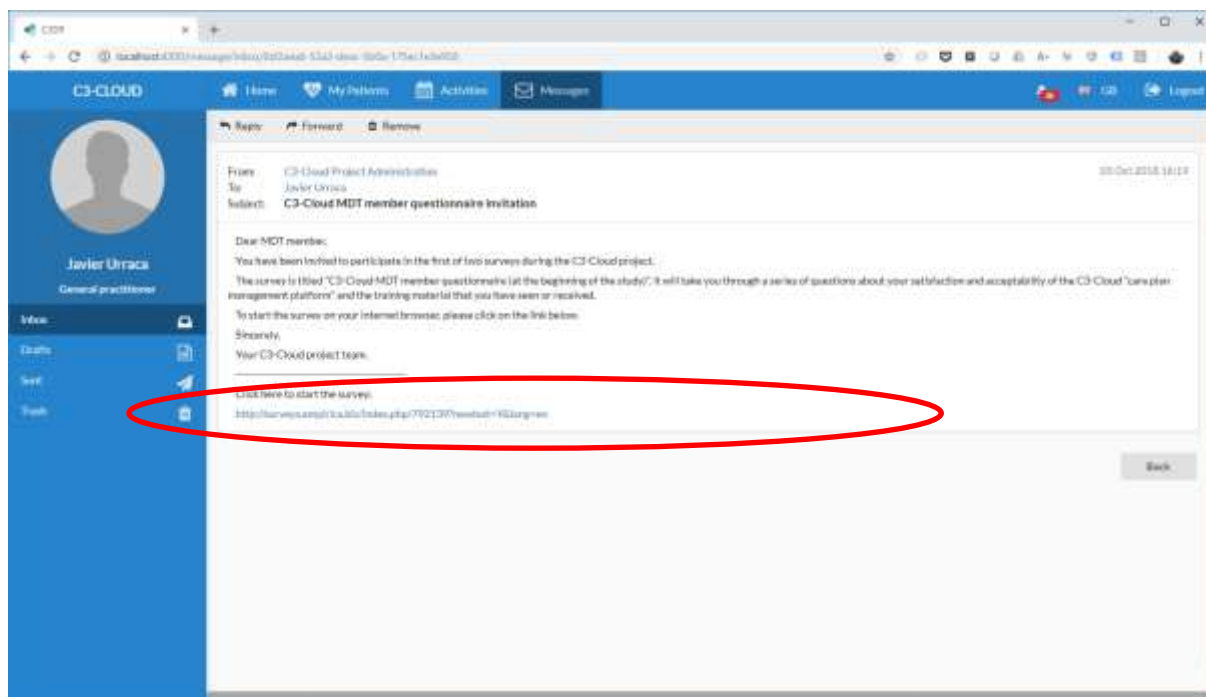 C3DP
localhost
C3-CLOUD
Home My Patients Activities Messages
GB Logout
Reply Forward Remove
From: C3-Cloud Project Administration
To: Javier Urraca
Subject: C3-Cloud MDT member questionnaire invitation
Oct 2018 16:19
Dear MDT member,
You have been invited to participate in the first of two surveys during the C3-Cloud project.
The survey is titled "C3-Cloud MDT member questionnaire (at the beginning of the study)". It will take you through a series of questions about your satisfaction and acceptability of the C3-Cloud "care plan
management platform" and the training material that you have seen or received.
To start the survey on your internet browser, please click on the link below.
Sincerely,
Your C3-Cloud project team.
Click here to start the survey:
Javier Urraca
General practitioner
Inbox
Drafts
Sent
Trash
Back